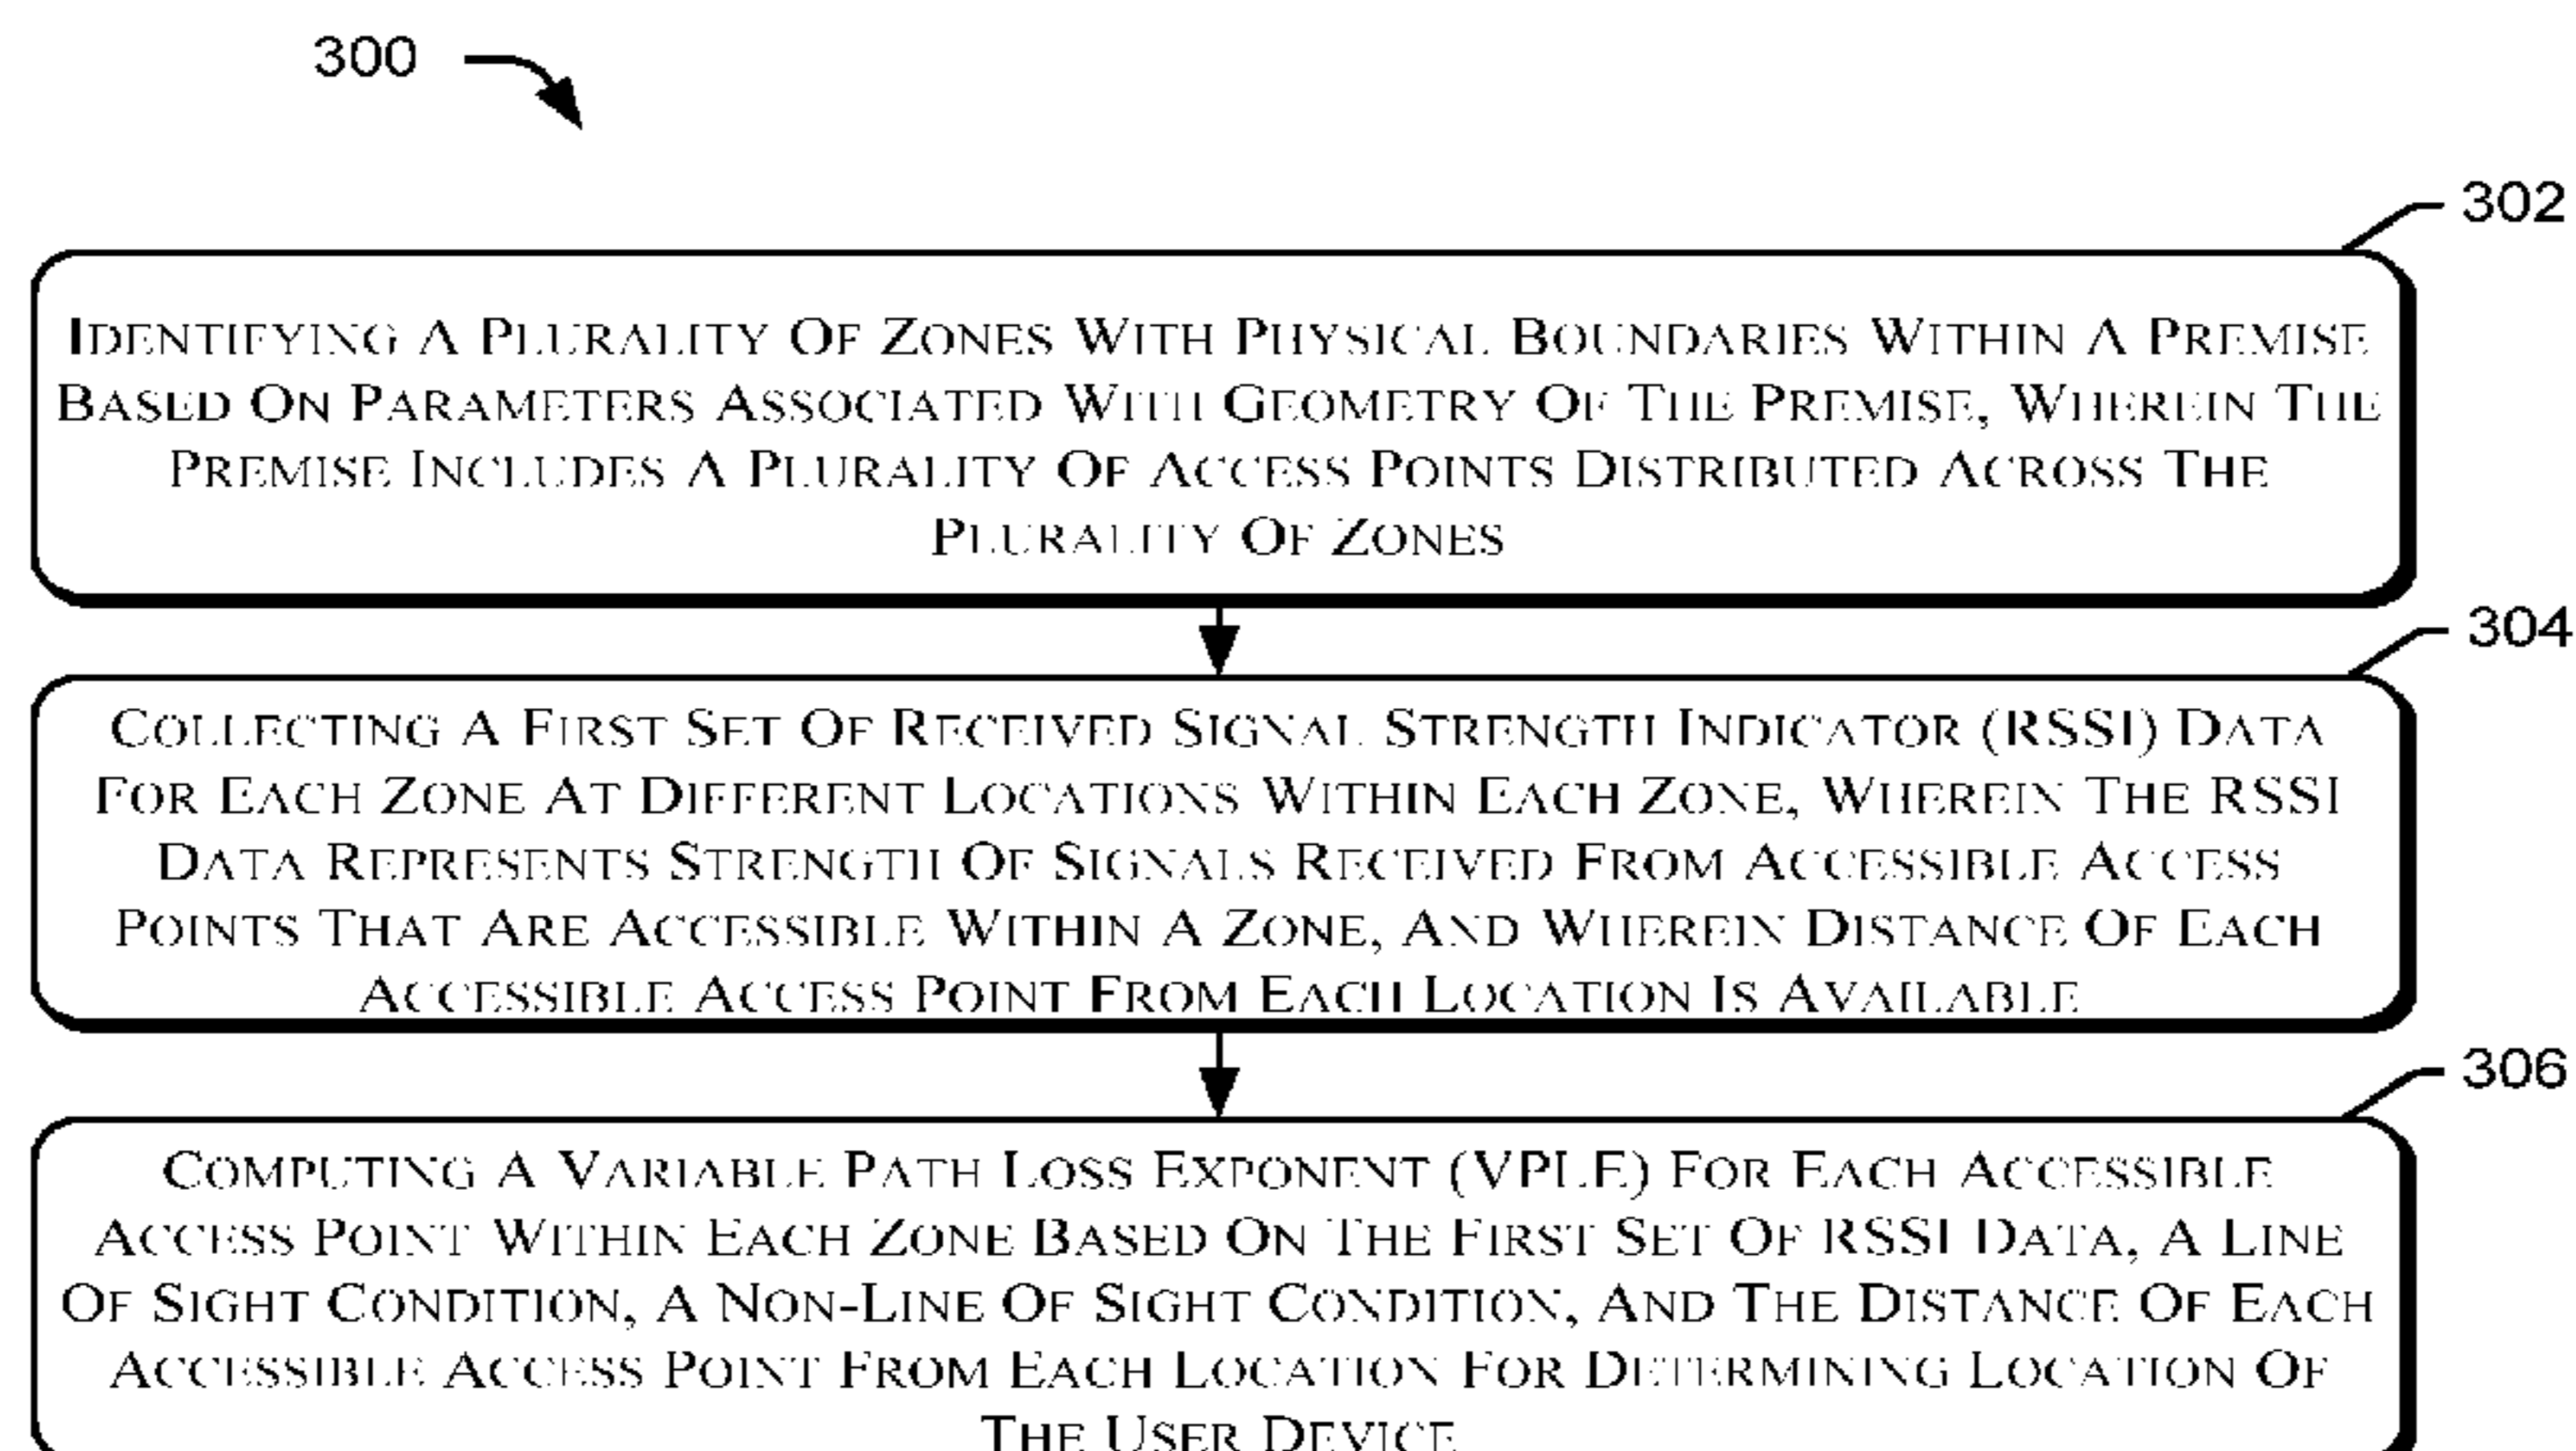 300
302
IDENTIFYING A PLURALITY OF ZONES WITH PHYSICAL BOUNDARIES WITHIN A PREMISE
BASED ON PARAMETERS ASSOCIATED WITH GEOMETRY OF THE PREMISE, WHEREIN THE
PREMISE INCLUDES A PLURALITY OF ACCESS POINTS DISTRIBUTED ACROSS THE
PLURALITY OF ZONES
304
COLLECTING A FIRST SET OF RECEIVED SIGNAL STRENGTH INDICATOR (RSSI) DATA
FOR EACH ZONE AT DIFFERENT LOCATIONS WITHIN EACH ZONE, WHEREIN THE RSSI
DATA REPRESENTS STRENGTH OF SIGNALS RECEIVED FROM ACCESSIBLE ACCESS
POINTS THAT ARE ACCESSIBLE WITHIN A ZONE, AND WHEREIN DISTANCE OF EACH
ACCESSIBLE ACCESS POINT FROM EACH LOCATION IS AVAILABLE
306
COMPUTING A VARIABLE PATH LOSS EXPONENT (VPLE) FOR EACH ACCESSIBLE
ACCESS POINT WITHIN EACH ZONE BASED ON THE FIRST SET OF RSSI DATA, A LINE
OF SIGHT CONDITION, A NON-LINE OF SIGHT CONDITION, AND THE DISTANCE OF EACH
ACCESSIBLE ACCESS POINT FROM EACH LOCATION FOR DETERMINING LOCATION OF
THE USER DEVICE